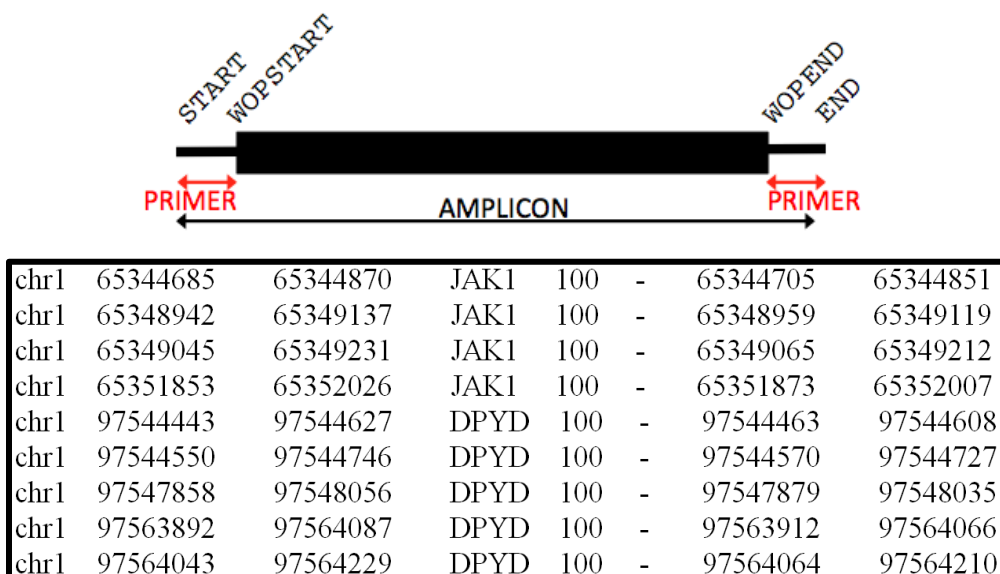 START WOPSTART WOPEND END
PRIMER AMPLICON PRIMER
chr1 65344685 65344870 JAK1 100 - 65344705 65344851
chr1 65348942 65349137 JAK1 100 - 65348959 65349119
chr1 65349045 65349231 JAK1 100 - 65349065 65349212
chr1 65351853 65352026 JAK1 100 - 65351873 65352007
chr1 97544443 97544627 DPYD 100 - 97544463 97544608
chr1 97544550 97544746 DPYD 100 - 97544570 97544727
chr1 97547858 97548056 DPYD 100 - 97547879 97548035
chr1 97563892 97564087 DPYD 100 - 97563912 97564066
chr1 97564043 97564229 DPYD 100 - 97564064 97564210